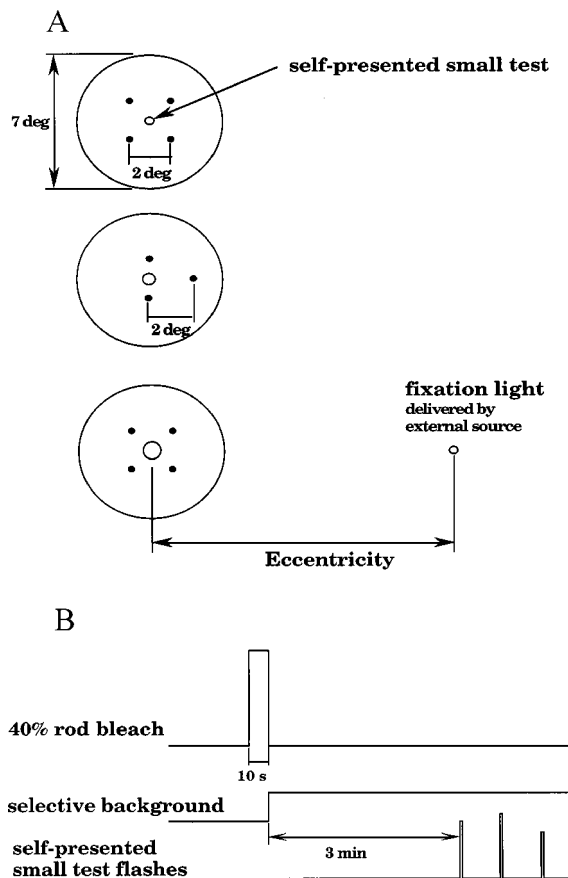 A
self-presented small test
7 deg
2 deg
2 deg
fixation light
delivered by
external source
Eccentricity
B
40% rod bleach
10 s
selective background
3 min
self-presented
small test flashes